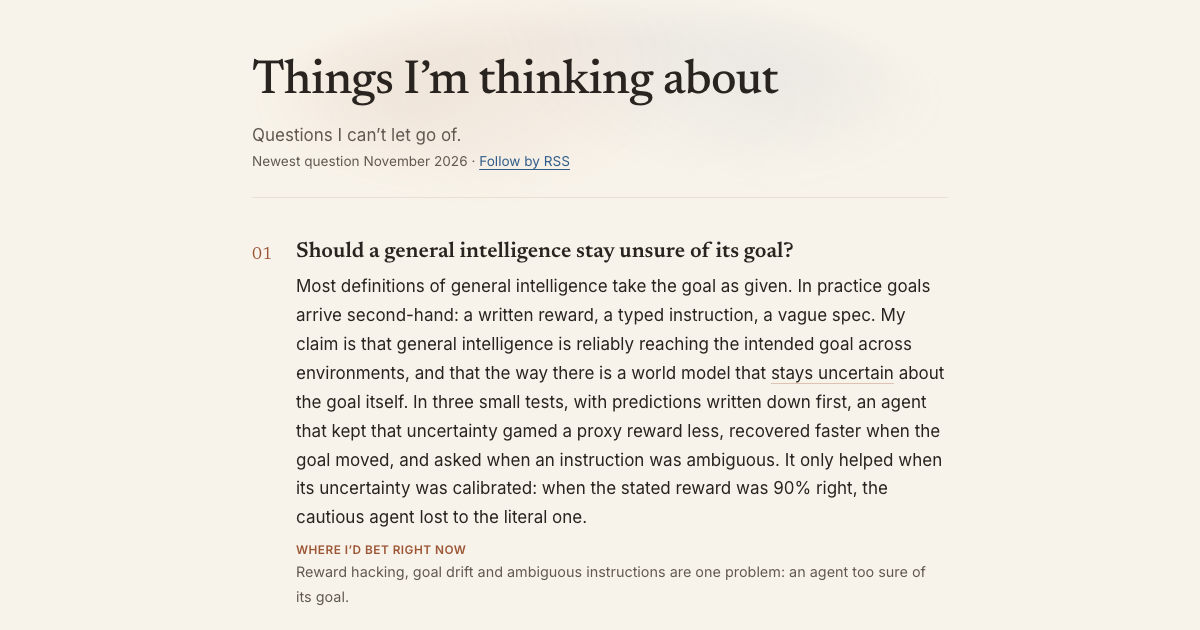 Things I’m thinking about
Questions I can’t let go of.
Newest question November 2026 · Follow by RSS
01
Should a general intelligence stay unsure of its goal?
Most definitions of general intelligence take the goal as given. In practice goals
arrive second-hand: a written reward, a typed instruction, a vague spec. My
claim is that general intelligence is reliably reaching the intended goal across
environments, and that the way there is a world model that stays uncertain about
the goal itself. In three small tests, with predictions written down first, an agent
that kept that uncertainty gamed a proxy reward less, recovered faster when the
goal moved, and asked when an instruction was ambiguous. It only helped when
its uncertainty was calibrated: when the stated reward was 90% right, the
cautious agent lost to the literal one.
WHERE I’D BET RIGHT NOW
Reward hacking, goal drift and ambiguous instructions are one problem: an agent too sure of
its goal.